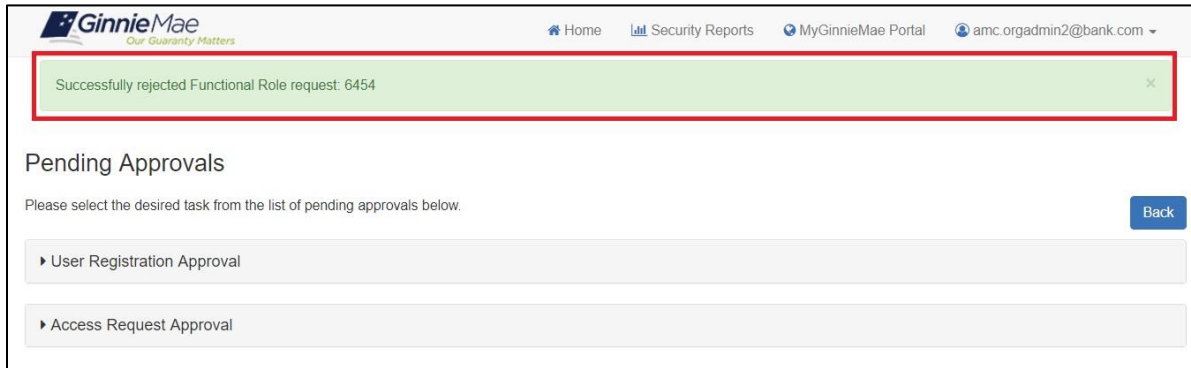 GinnieMae
Our Guaranty Matters
Home Security Reports MyGinnieMae Portal amc.orgadmin2@bank.com
Successfully rejected Functional Role request: 6454 ×
Pending Approvals
Please select the desired task from the list of pending approvals below.
Back
User Registration Approval
Access Request Approval